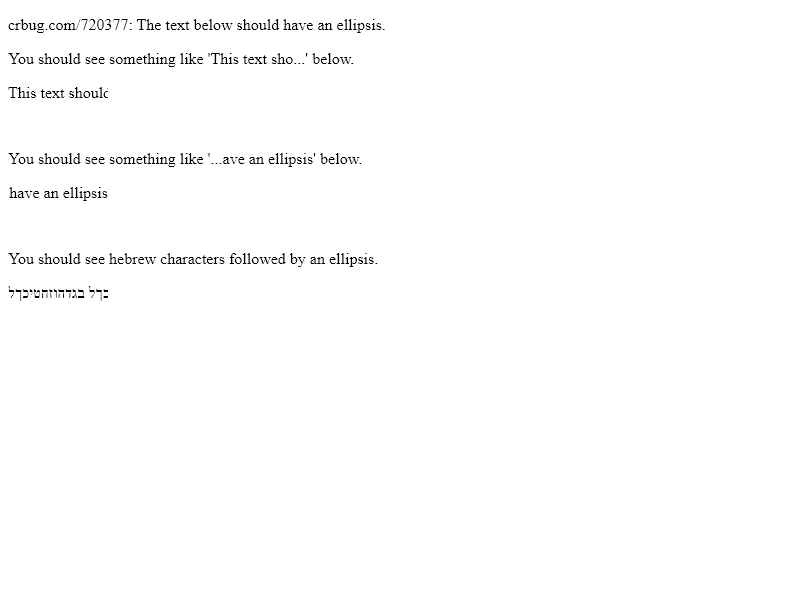 crbug.com/720377: The text below should have an ellipsis.
You should see something like 'This text sho...' below.
This text should
You should see something like '...ave an ellipsis' below.
have an ellipsis
You should see hebrew characters followed by an ellipsis.
כךל בגדהוזחטיכךל